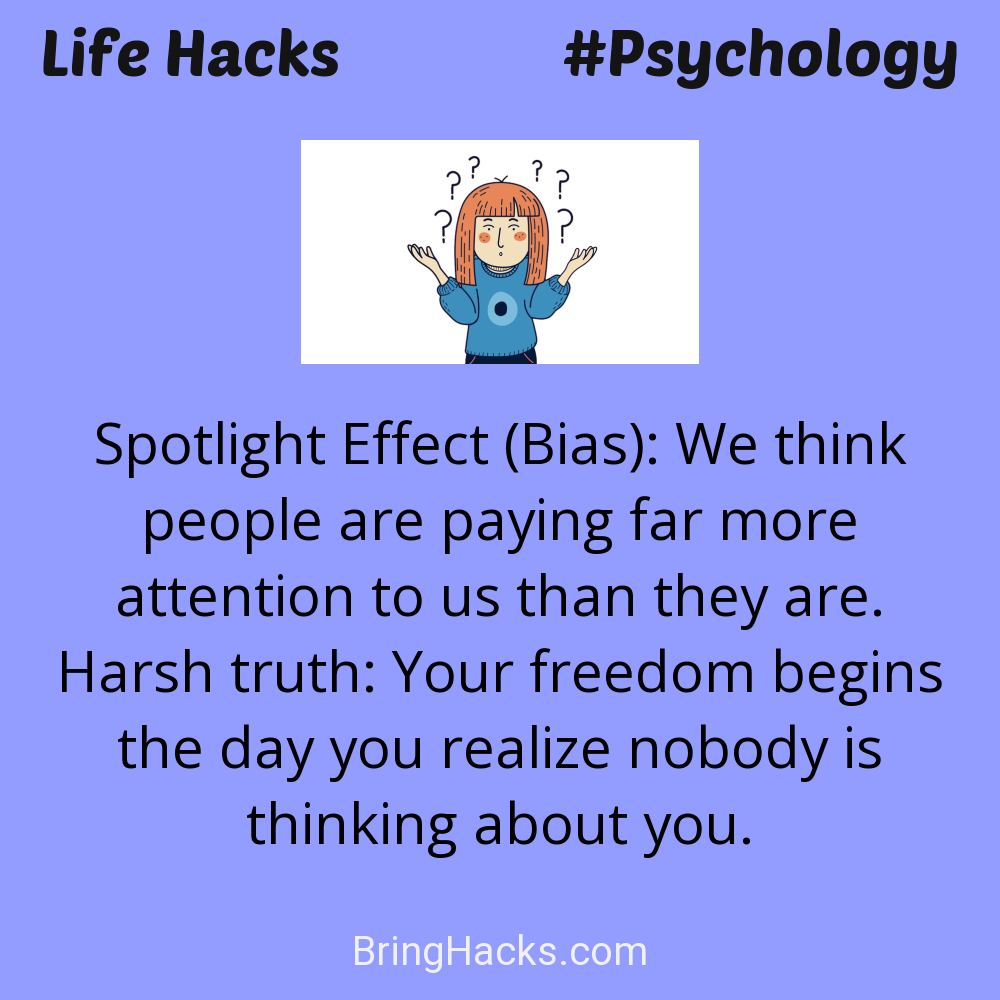 Life Hacks #Psychology
? ? ? ? ? ?
Spotlight Effect (Bias): We think
people are paying far more
attention to us than they are.
Harsh truth: Your freedom begins
the day you realize nobody is
thinking about you.
BringHacks.com